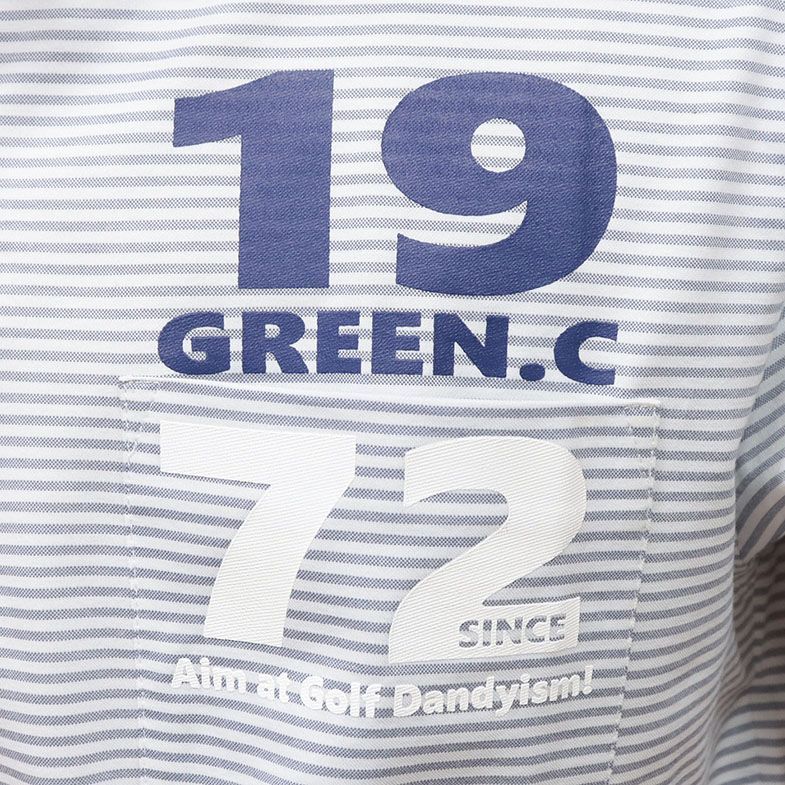 19
GREEN.C
72
SINCE
Aim at Golf Dandyism!